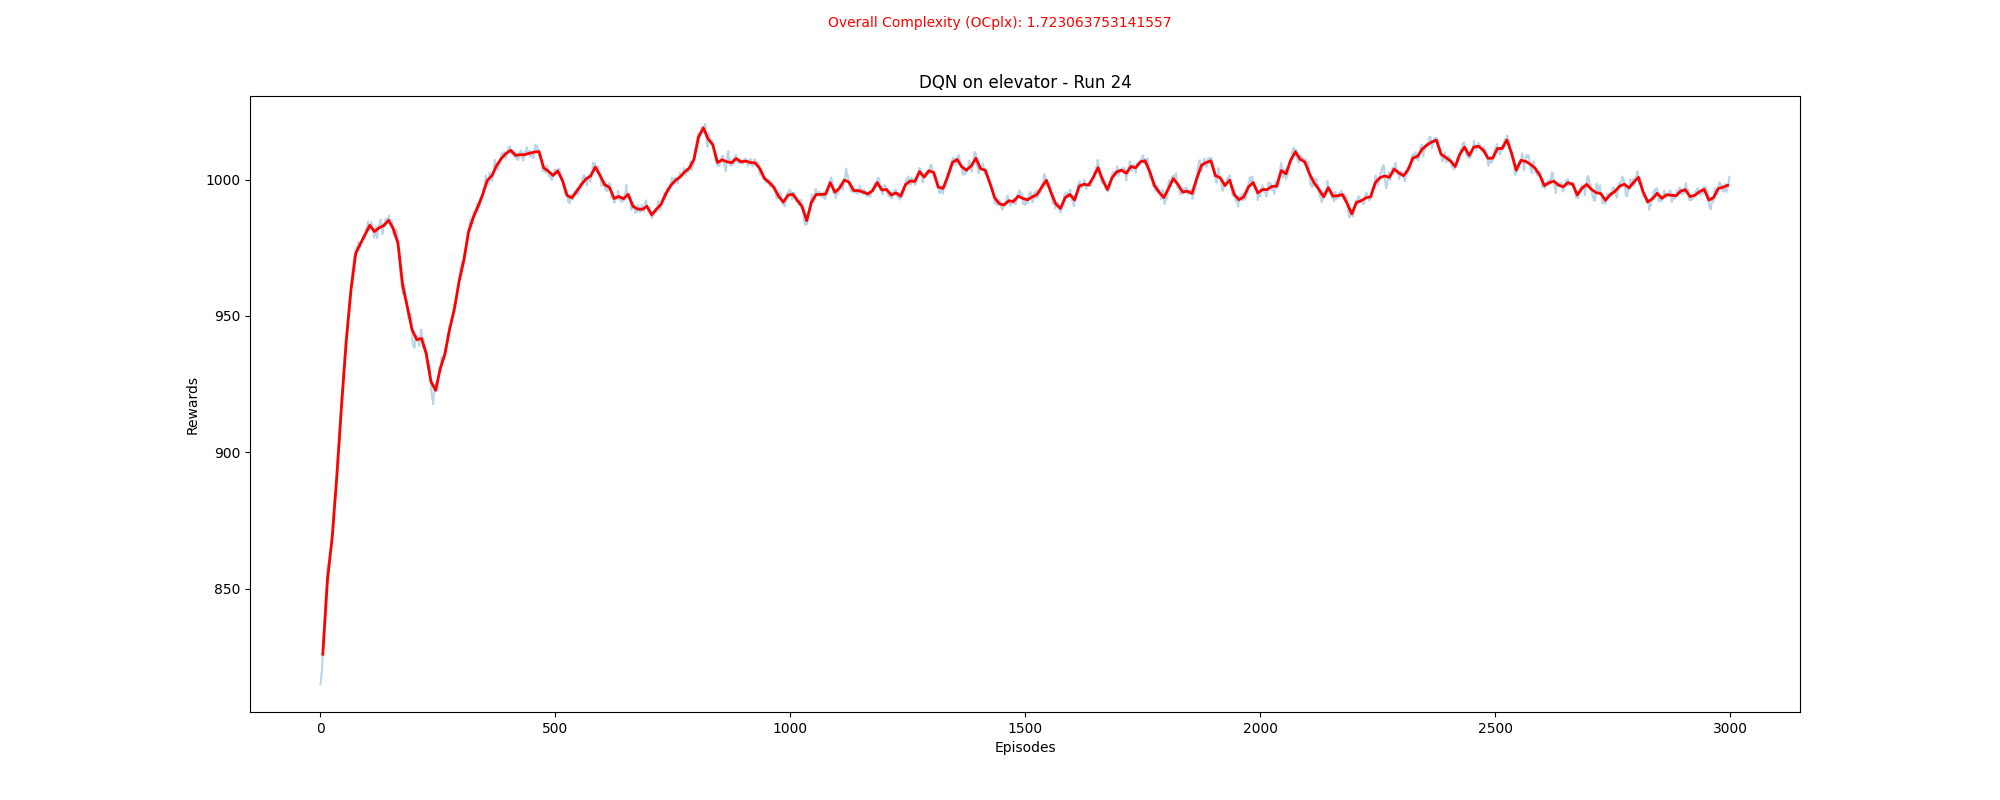 Overall Complexity (OCplx): 1.723063753141557
DQN on elevator - Run 24
1000
950
900
850
Rewards
0 500 1000 1500 2000 2500 3000
Episodes